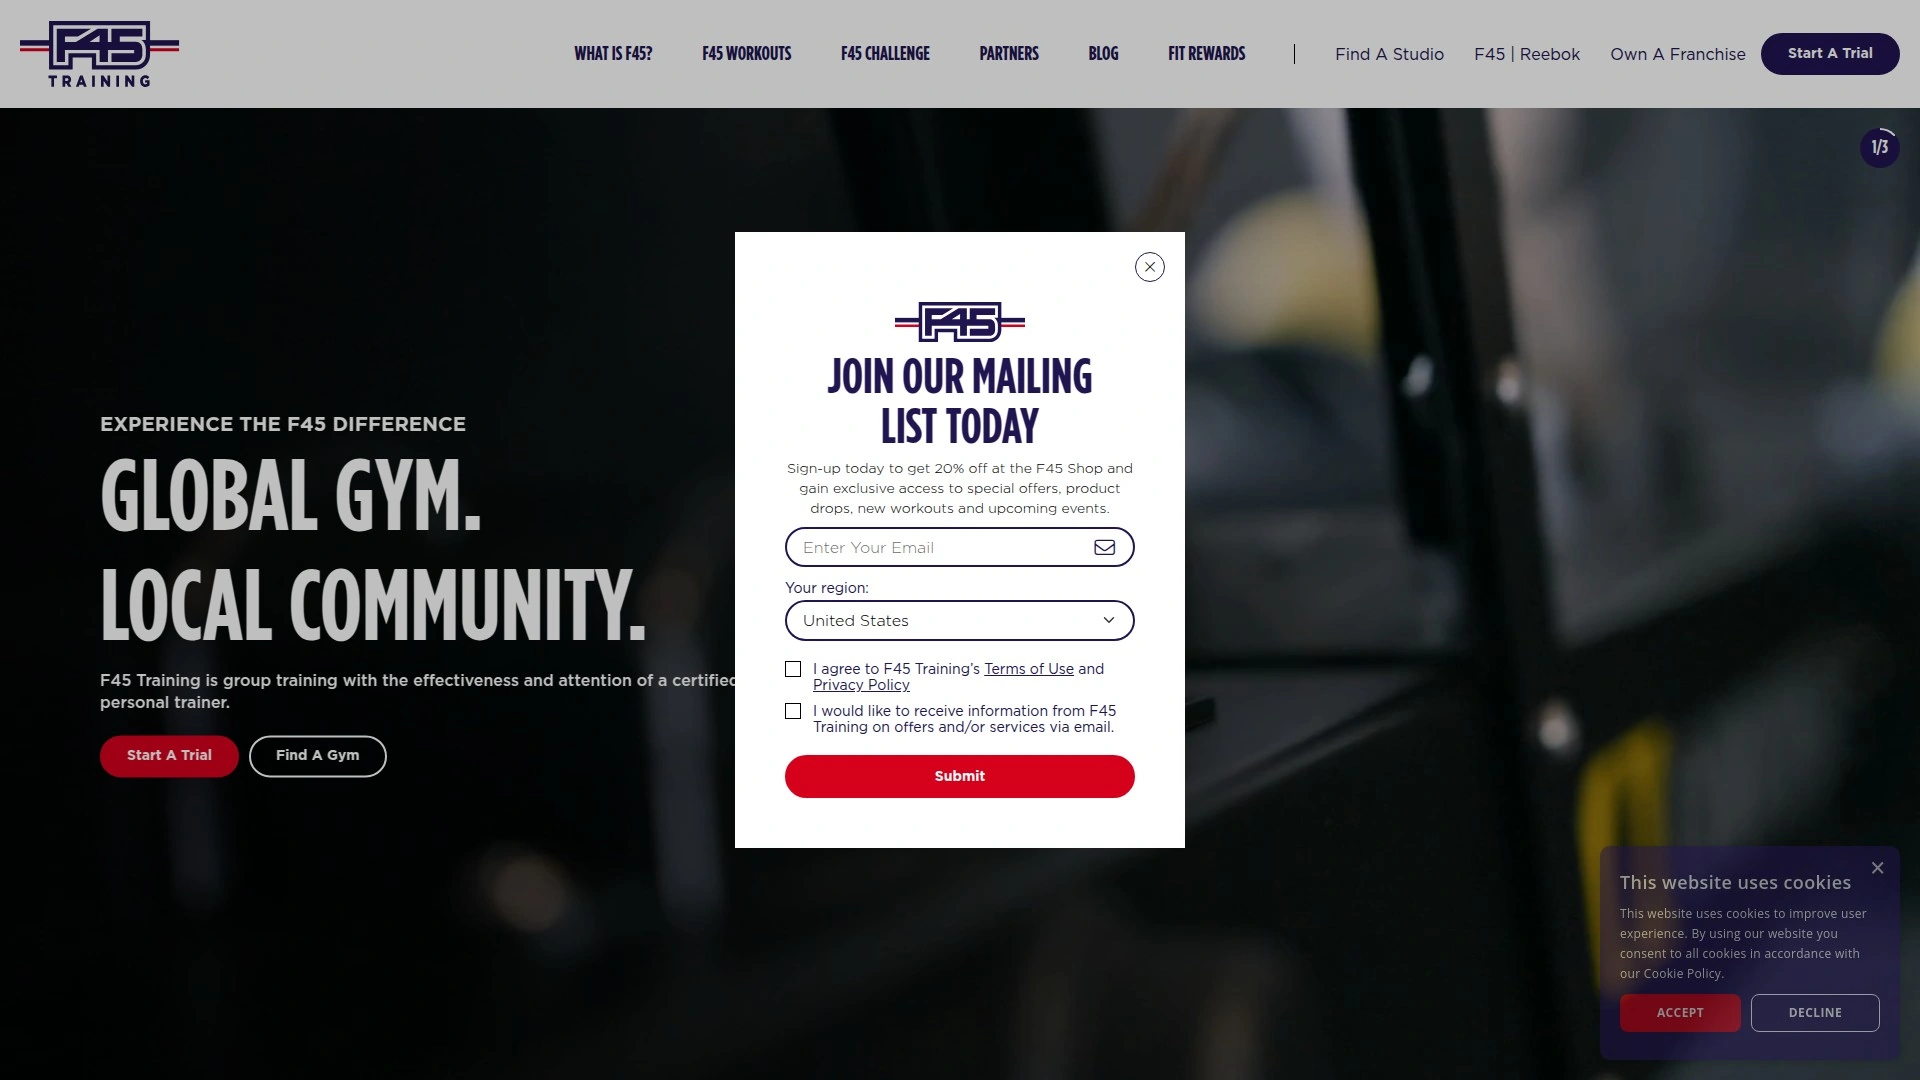 F45
TRAINING
WHAT IS F45?
F45 WORKOUTS
F45 CHALLENGE
PARTNERS
BLOG
FIT REWARDS
Find A Studio
F45 | Reebok
Own A Franchise
Start A Trial
1/3
EXPERIENCE THE F45 DIFFERENCE
GLOBAL GYM.
LOCAL COMMUNITY.
F45 Training is group training with the effectiveness and attention of a certified
personal trainer.
Start A Trial
Find A Gym
F45
JOIN OUR MAILING
LIST TODAY
Sign-up today to get 20% off at the F45 Shop and
gain exclusive access to special offers, product
drops, new workouts and upcoming events.
Enter Your Email
Your region:
United States
I agree to F45 Training's Terms of Use and
Privacy Policy
I would like to receive information from F45
Training on offers and/or services via email.
Submit
This website uses cookies
This website uses cookies to improve user
experience. By using our website you
consent to all cookies in accordance with
our Cookie Policy.
ACCEPT
DECLINE